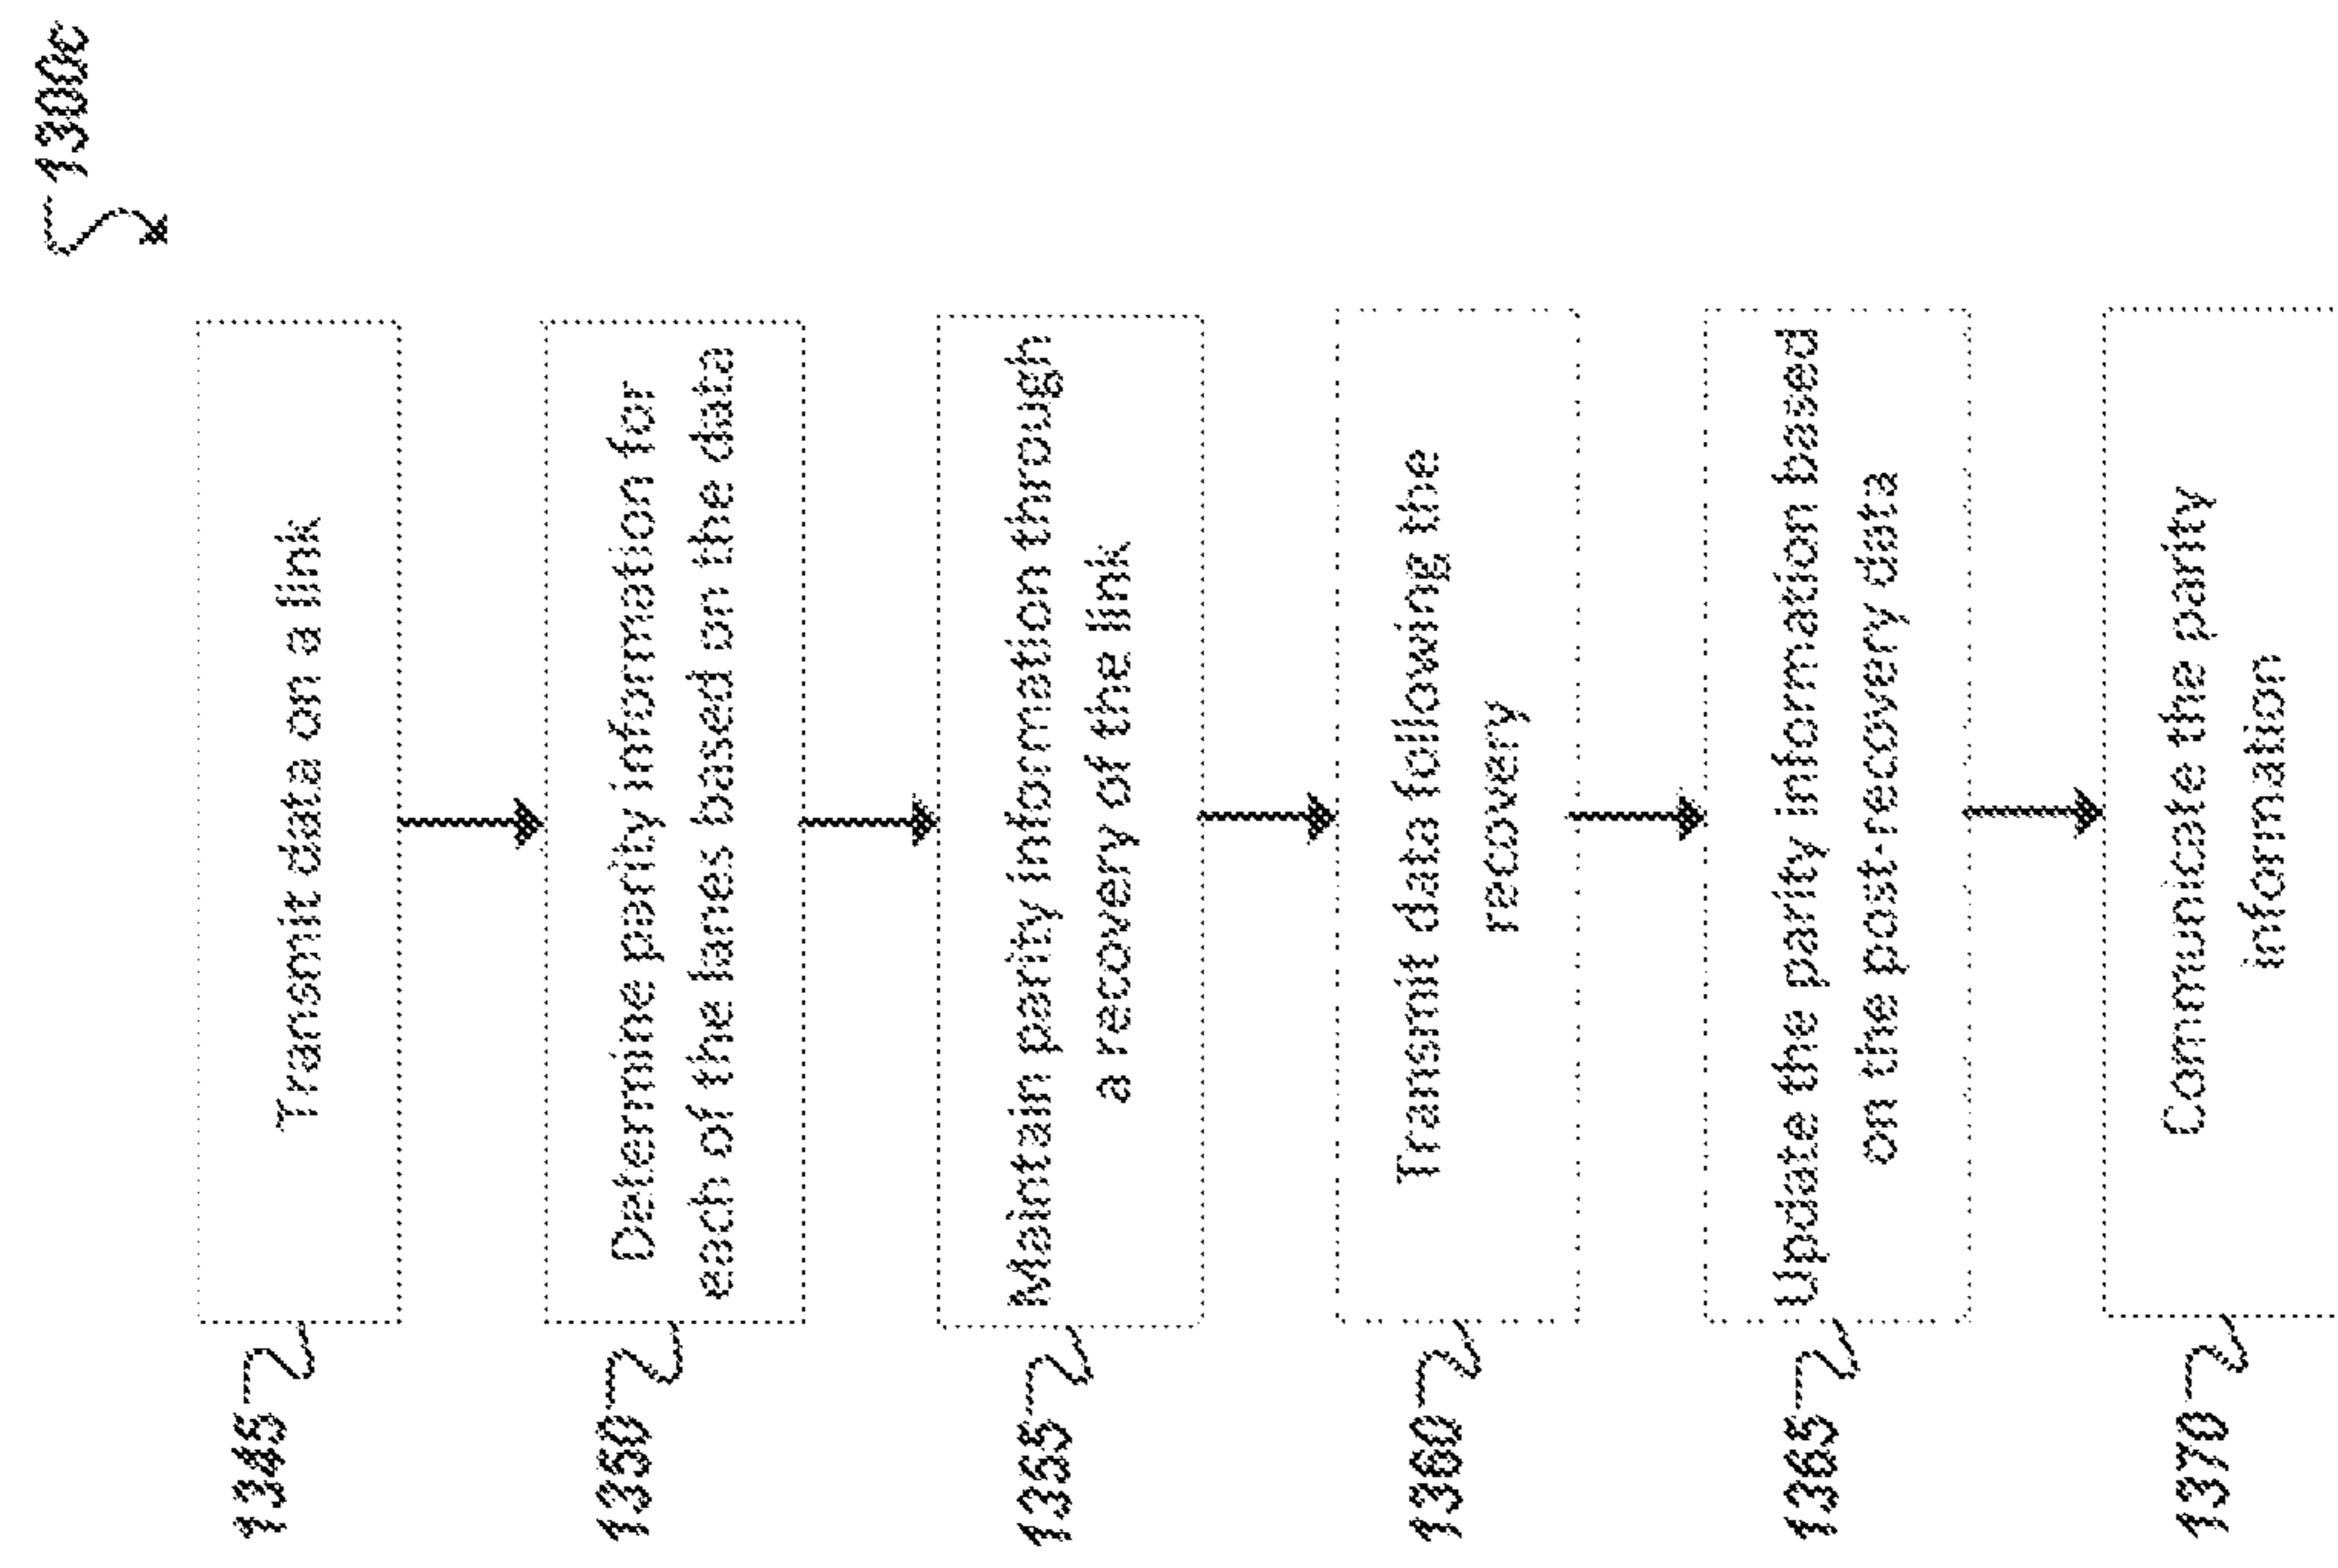 1300c
1345
Transmit data on a link
1350
Determine parity information for
each of the lanes based on the data
1355
Maintain parity information through
a recovery of the link
1360
Transmit data following the
recovery
1365
Update the parity information based
on the post-recovery data
1370
Communicate the parity
information